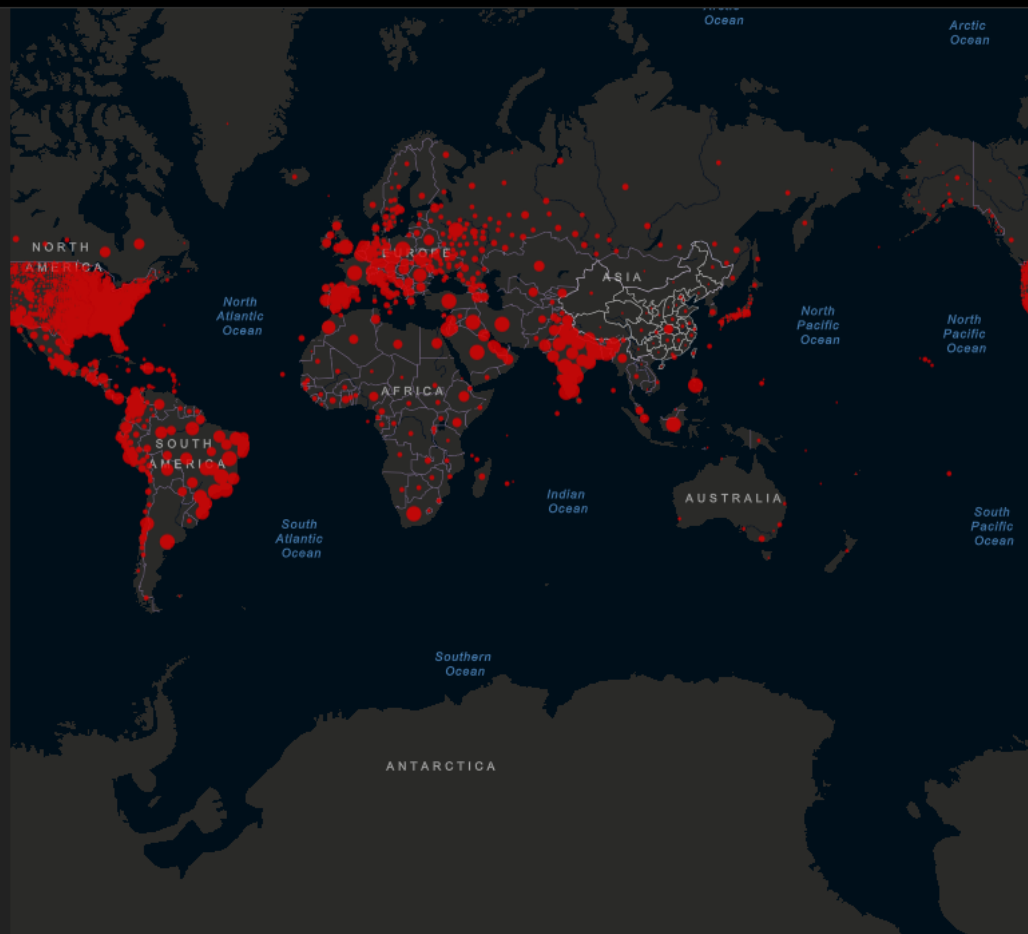 Ocean
Arctic
Ocean
NORTH
AMERICA
EUROPE
ASIA
North
Atlantic
Ocean
North
Pacific
Ocean
North
Pacific
Ocean
AFRICA
SOUTH
AMERICA
AUSTRALIA
Indian
Ocean
South
Atlantic
Ocean
South
Pacific
Ocean
Southern
Ocean
ANTARCTICA